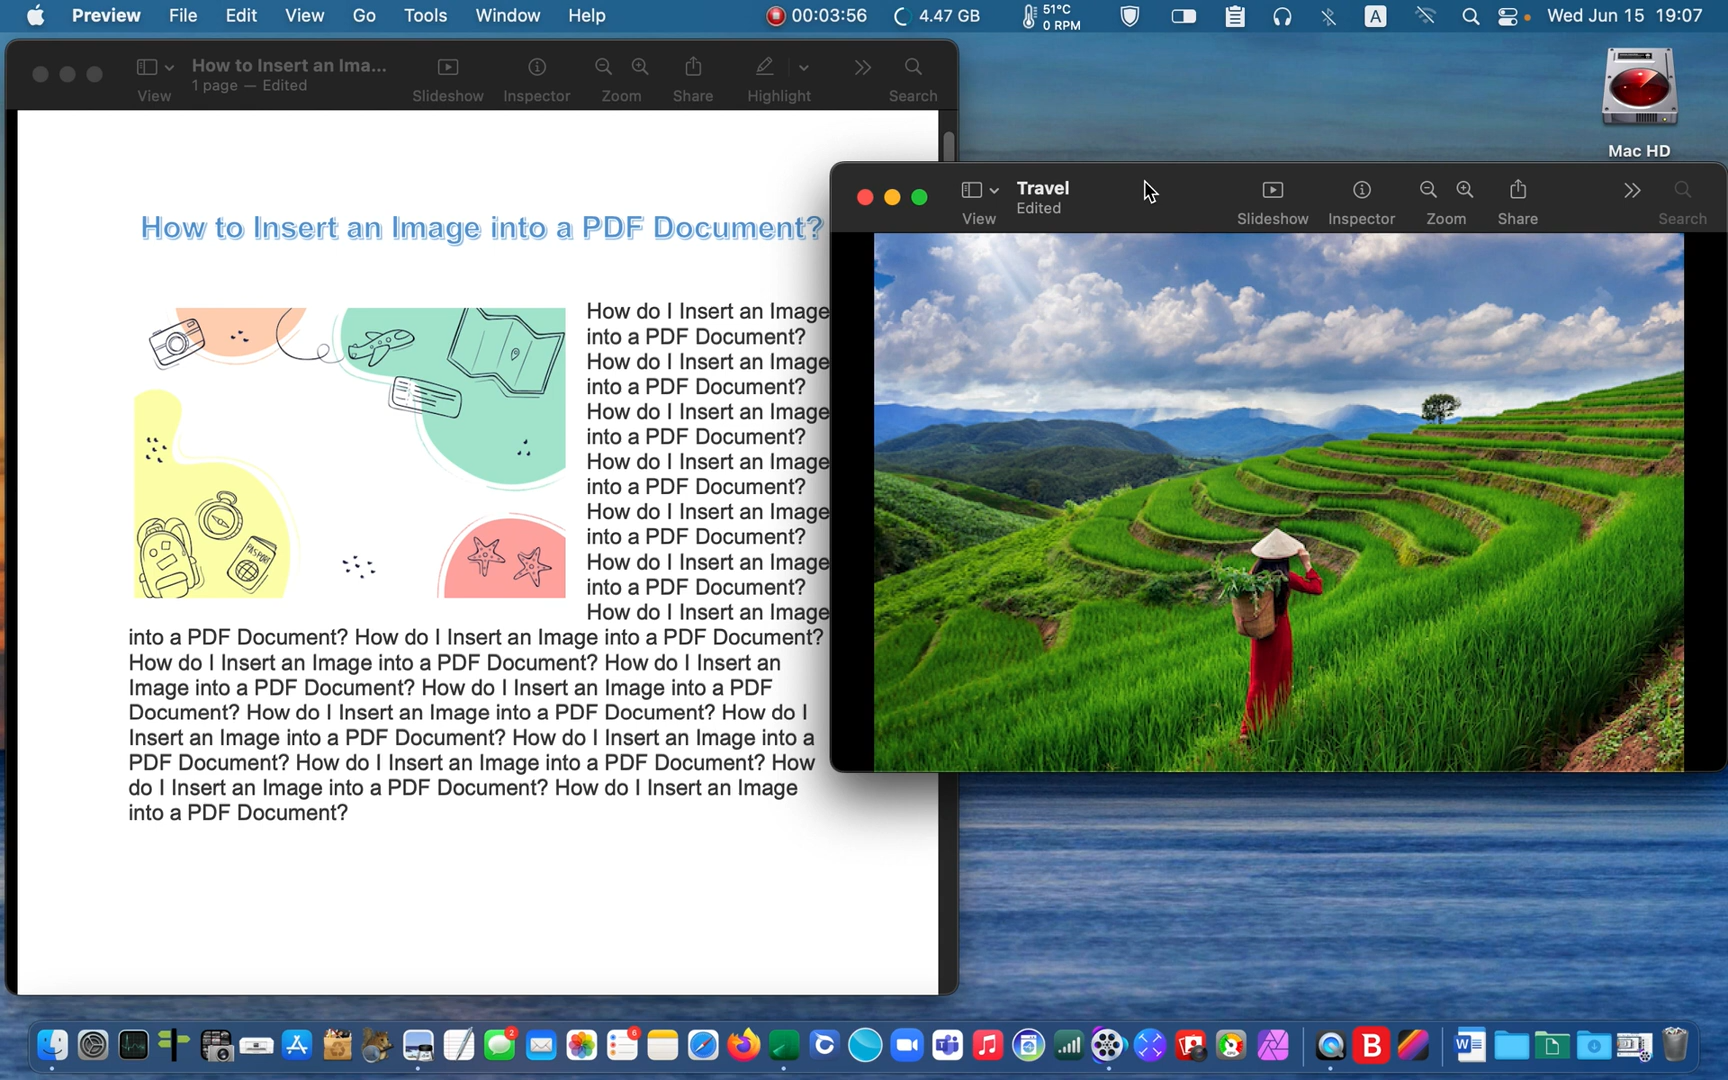 Preview File Edit View Go Tools Window Help 00:03:56 4.47 GB 51°C 0 RPM A Wed Jun 15 19:07
Mac HD
How to Insert an Ima...
1 page — Edited
View Slideshow Inspector Zoom Share Highlight Search
Travel
Edited
View Slideshow Inspector Zoom Share Search
How to Insert an Image into a PDF Document?
PASSPORT
How do I Insert an Image
into a PDF Document?
How do I Insert an Image
into a PDF Document?
How do I Insert an Image
into a PDF Document?
How do I Insert an Image
into a PDF Document?
How do I Insert an Image
into a PDF Document?
How do I Insert an Image
into a PDF Document?
How do I Insert an Image
into a PDF Document? How do I Insert an Image into a PDF Document?
How do I Insert an Image into a PDF Document? How do I Insert an
Image into a PDF Document? How do I Insert an Image into a PDF
Document? How do I Insert an Image into a PDF Document? How do I
Insert an Image into a PDF Document? How do I Insert an Image into a
PDF Document? How do I Insert an Image into a PDF Document? How
do I Insert an Image into a PDF Document? How do I Insert an Image
into a PDF Document?
2
6
B
W